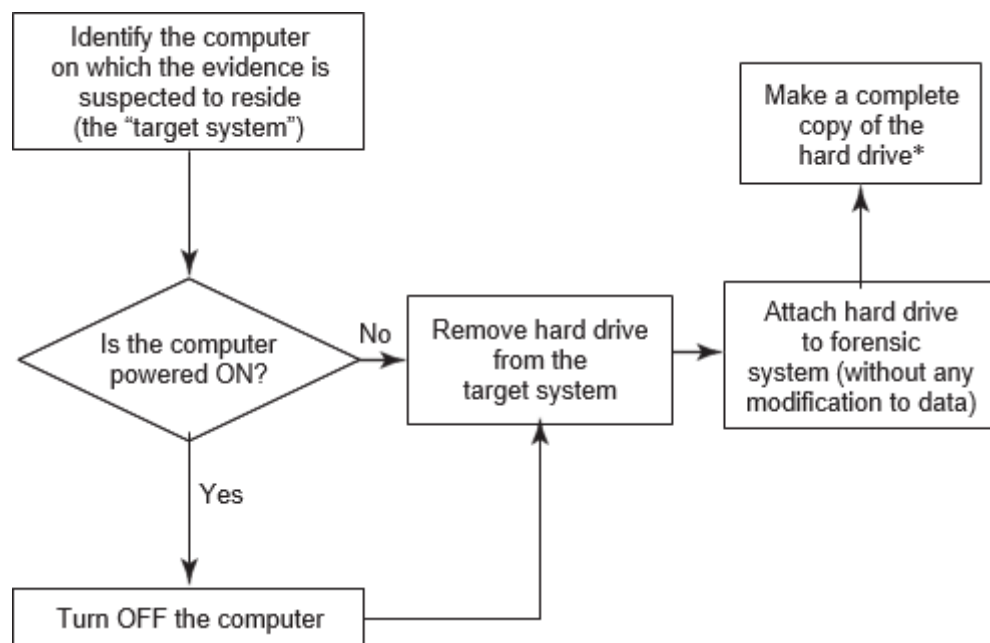 Identify the computer
on which the evidence is
suspected to reside
(the “target system”)
Is the computer
powered ON?
No
Yes
Turn OFF the computer
Remove hard drive
from the
target system
Attach hard drive
to forensic
system (without any
modification to data)
Make a complete
copy of the
hard drive*